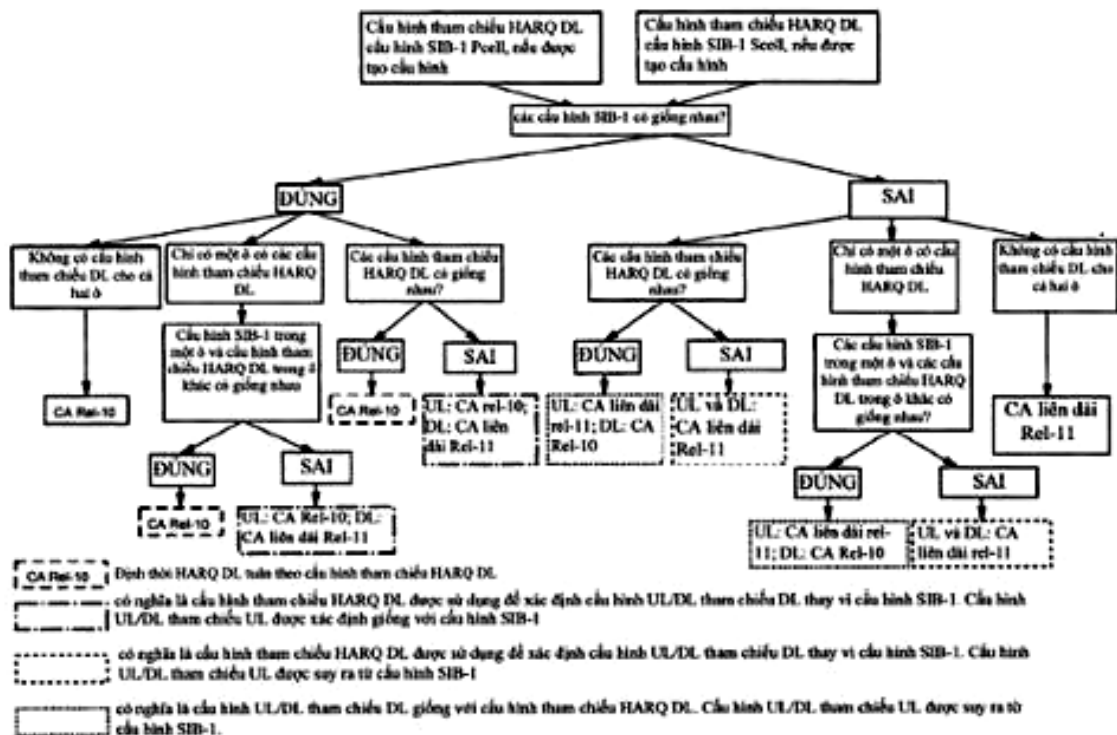 Cấu hình tham chiếu HARQ DL
cấu hình SIB-1 Pcell, nếu được
tạo cấu hình
Cấu hình tham chiếu HARQ DL
cấu hình SIB-1 Scell, nếu được
tạo cấu hình
các cấu hình SIB-1 có giống nhau?
ĐÚNG
SAI
Không có cấu hình
tham chiếu DL cho cả
hai ô
Chỉ có một ô có các cấu
hình tham chiếu HARQ
DL
Các cấu hình tham chiếu
HARQ DL có giống
nhau?
Các cấu hình tham chiếu
HARQ DL có giống
nhau?
Chỉ có một ô có cấu
hình tham chiếu
HARQ DL
Không có cấu hình
tham chiếu DL cho
cả hai ô
CA Rel-10
Cấu hình SIB-1 trong
một ô và cấu hình tham
chiếu HARQ DL trong ô
khác có giống nhau
ĐÚNG
SAI
ĐÚNG
SAI
Các cấu hình SIB-1
trong một ô và các cấu
hình tham chiếu HARQ
DL trong ô khác có
giống nhau?
CA liên dải
Rel-11
CA Rel-10
UL: CA rel-10;
DL: CA liên
dải Rel-11
UL: CA liên dải
rel-11; DL: CA
Rel-10
UL và DL:
CA liên dải
Rel-11
ĐÚNG
SAI
ĐÚNG
SAI
CA Rel-10
UL: CA Rel-10; DL:
CA liên dải Rel-11
UL: CA liên dải rel-
11; DL: CA Rel-10
UL và DL: CA
liên dải rel-11
CA Rel-10
Định thời HARQ DL tuân theo cấu hình tham chiếu HARQ DL
có nghĩa là cấu hình tham chiếu HARQ DL được sử dụng để xác định cấu hình UL/DL tham chiếu DL thay vì cấu hình SIB-1. Cấu hình
UL/DL tham chiếu UL được xác định giống với cấu hình SIB-1
có nghĩa là cấu hình tham chiếu HARQ DL được sử dụng để xác định cấu hình UL/DL tham chiếu DL thay vì cấu hình SIB-1. Cấu hình
UL/DL tham chiếu UL được suy ra từ cấu hình SIB-1
có nghĩa là cấu hình UL/DL tham chiếu DL giống với cấu hình tham chiếu HARQ DL. Cấu hình UL/DL tham chiếu UL được suy ra từ
cấu hình SIB-1.